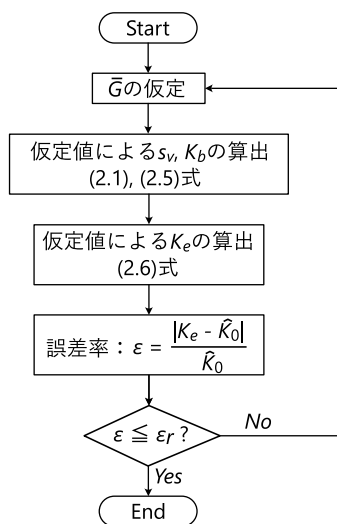 Start
G̅の仮定
仮定値によるsᵥ, K_bの算出
(2.1), (2.5)式
仮定値によるKₑの算出
(2.6)式
誤差率：ε = |Kₑ - K̂₀| / K̂₀
ε ≦ εᵣ ?
No
Yes
End